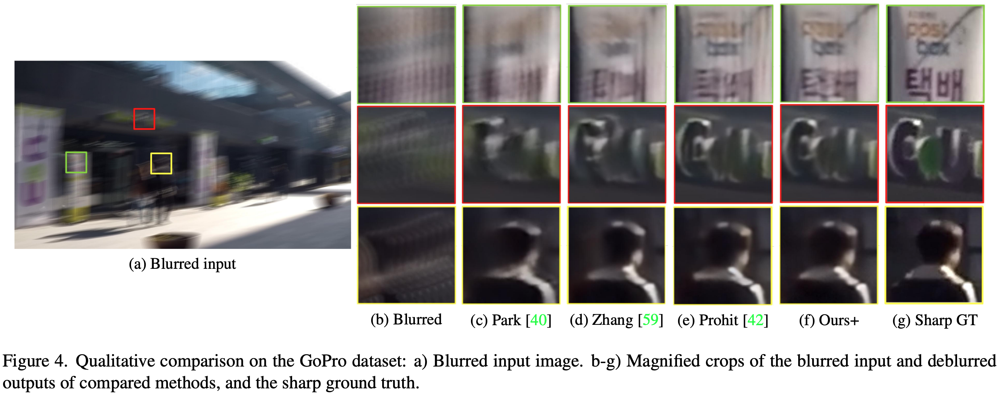 post
box
택배
(a) Blurred input
(b) Blurred
(c) Park [40]
(d) Zhang [59]
(e) Prohit [42]
(f) Ours+
(g) Sharp GT
Figure 4. Qualitative comparison on the GoPro dataset: a) Blurred input image. b-g) Magnified crops of the blurred input and deblurred
outputs of compared methods, and the sharp ground truth.